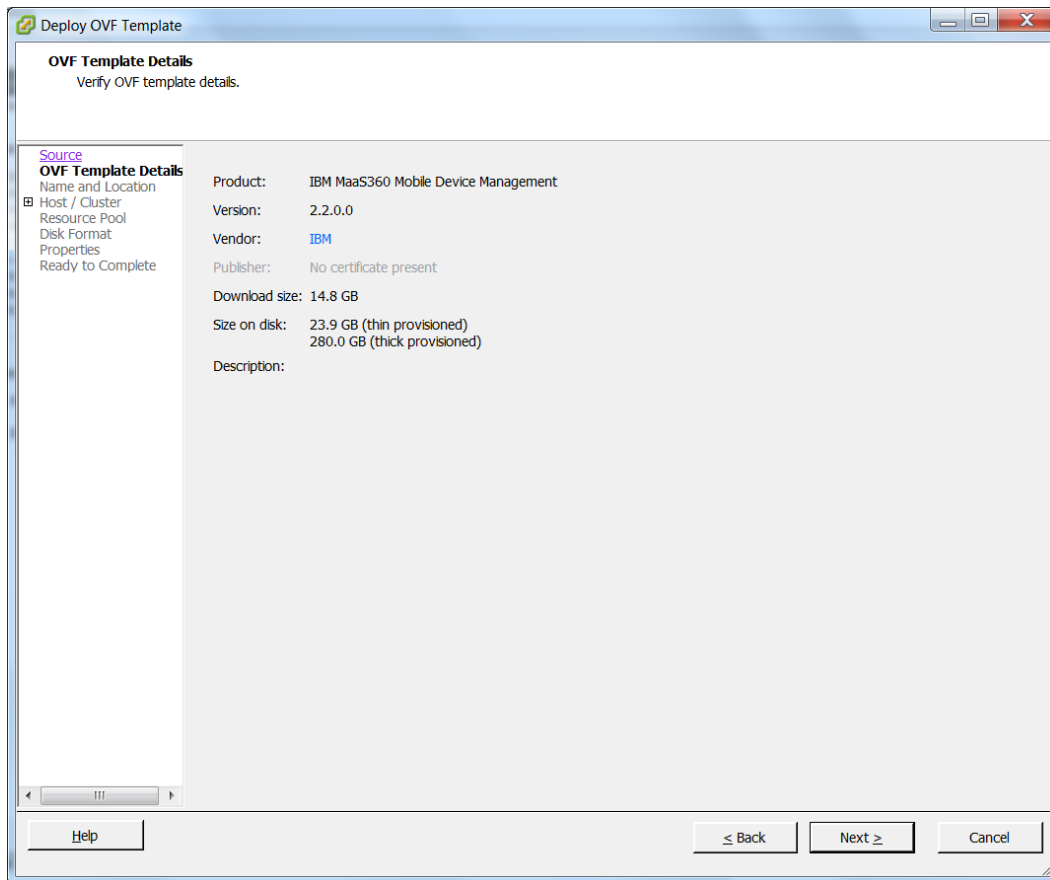 Deploy OVF Template
OVF Template Details
Verify OVF template details.
Source
OVF Template Details
Name and Location
Host / Cluster
Resource Pool
Disk Format
Properties
Ready to Complete
Product: IBM MaaS360 Mobile Device Management
Version: 2.2.0.0
Vendor: IBM
Publisher: No certificate present
Download size: 14.8 GB
Size on disk: 23.9 GB (thin provisioned)
280.0 GB (thick provisioned)
Description:
Help
< Back
Next >
Cancel